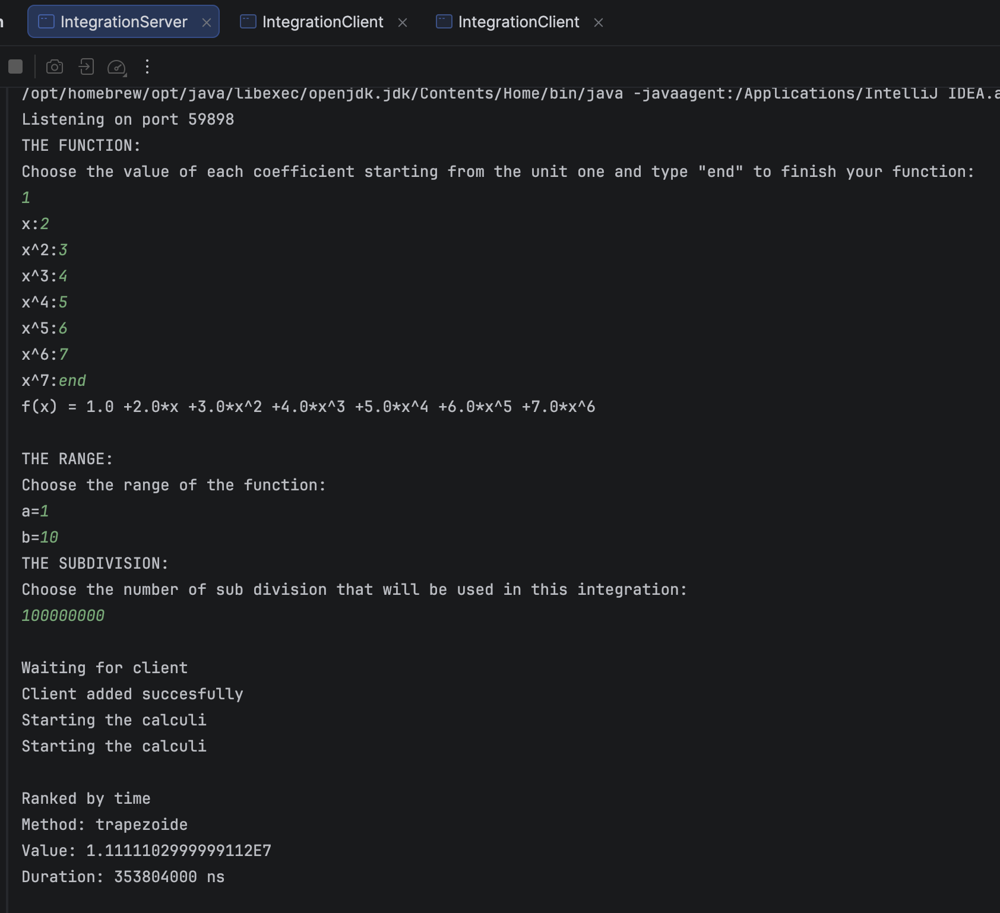 IntegrationServer IntegrationClient IntegrationClient
/opt/homebrew/opt/java/libexec/openjdk.jdk/Contents/Home/bin/java -javaagent:/Applications/IntelliJ IDEA.a
Listening on port 59898
THE FUNCTION:
Choose the value of each coefficient starting from the unit one and type "end" to finish your function:
1
x:2
x^2:3
x^3:4
x^4:5
x^5:6
x^6:7
x^7:end
f(x) = 1.0 +2.0*x +3.0*x^2 +4.0*x^3 +5.0*x^4 +6.0*x^5 +7.0*x^6
THE RANGE:
Choose the range of the function:
a=1
b=10
THE SUBDIVISION:
Choose the number of sub division that will be used in this integration:
100000000
Waiting for client
Client added succesfully
Starting the calculi
Starting the calculi
Ranked by time
Method: trapezoide
Value: 1.1111102999999112E7
Duration: 353804000 ns